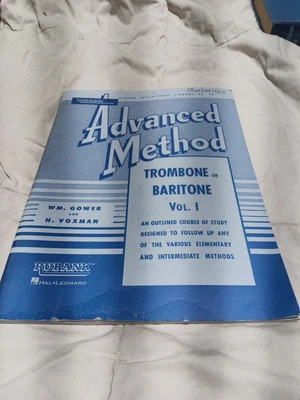 Advanced
Method
TROMBONE OR
BARITONE
VOL. I
WM. GOWER
AND
H. VOXMAN
AN OUTLINED COURSE OF STUDY
DESIGNED TO FOLLOW UP ANY
OF THE VARIOUS ELEMENTARY
AND INTERMEDIATE METHODS
RUBANK
HAL•LEONARD